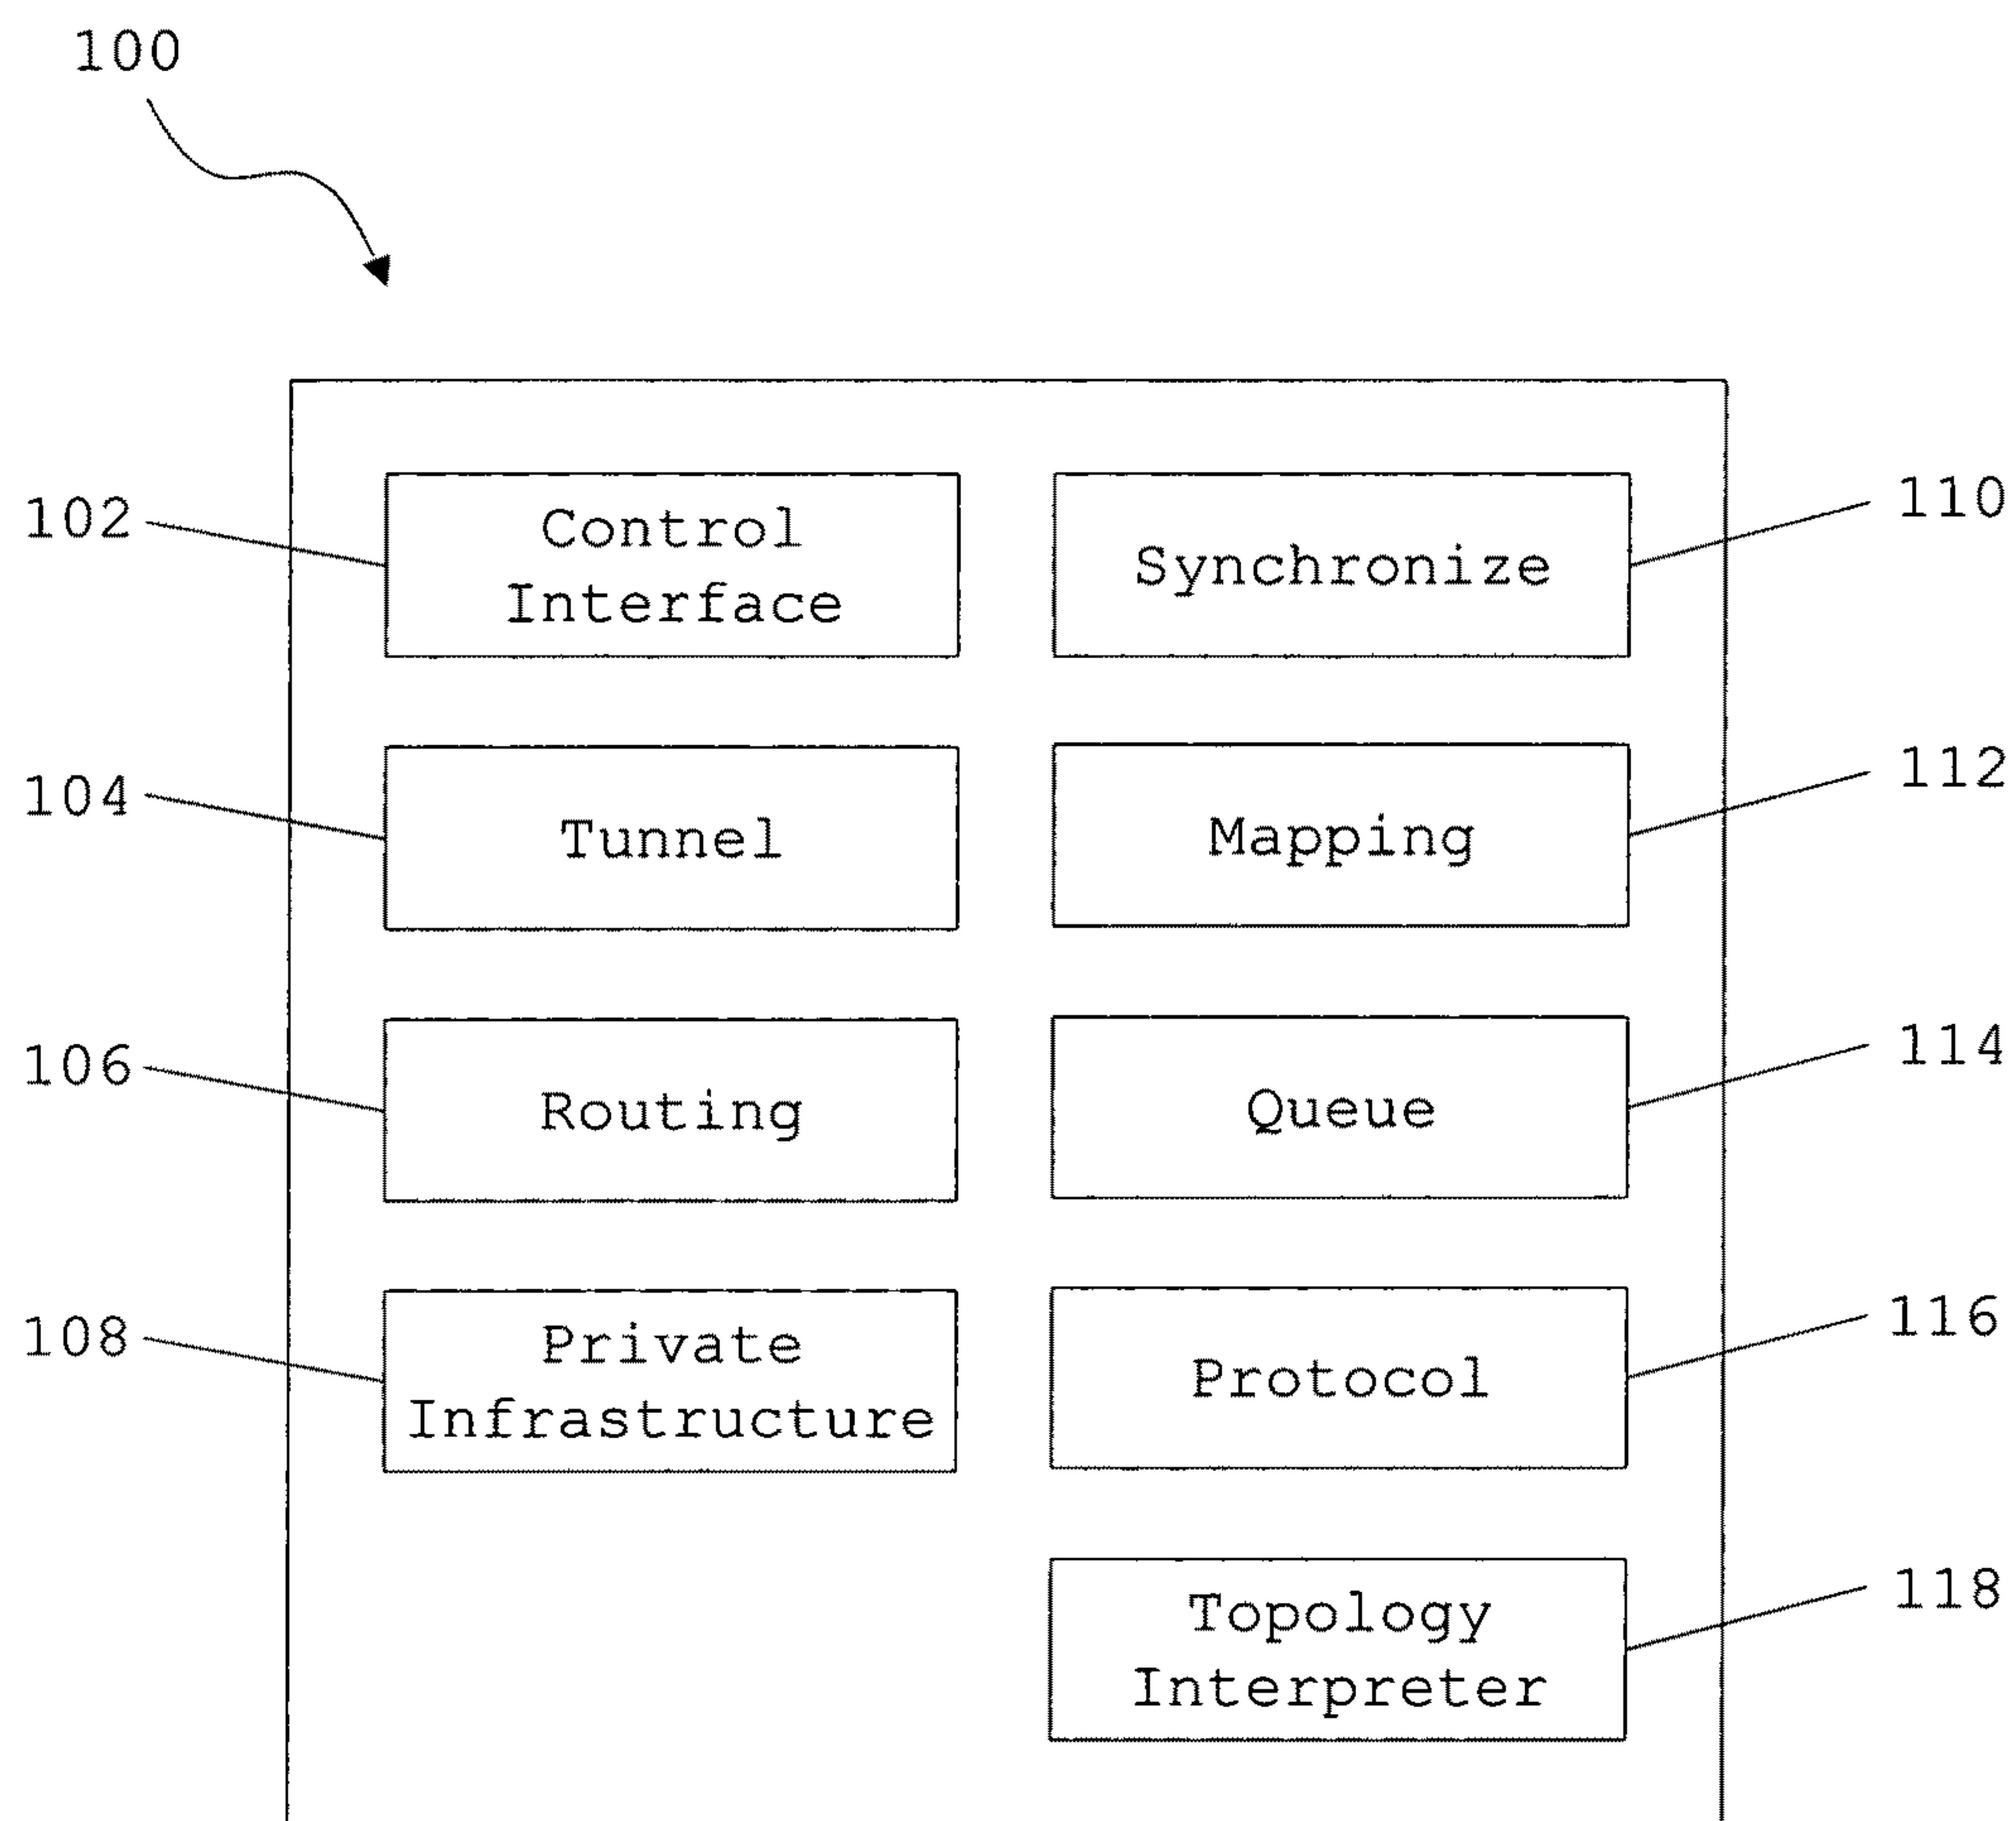 100
102
Control
Interface
Synchronize
110
104
Tunnel
Mapping
112
106
Routing
Queue
114
108
Private
Infrastructure
Protocol
116
Topology
Interpreter
118